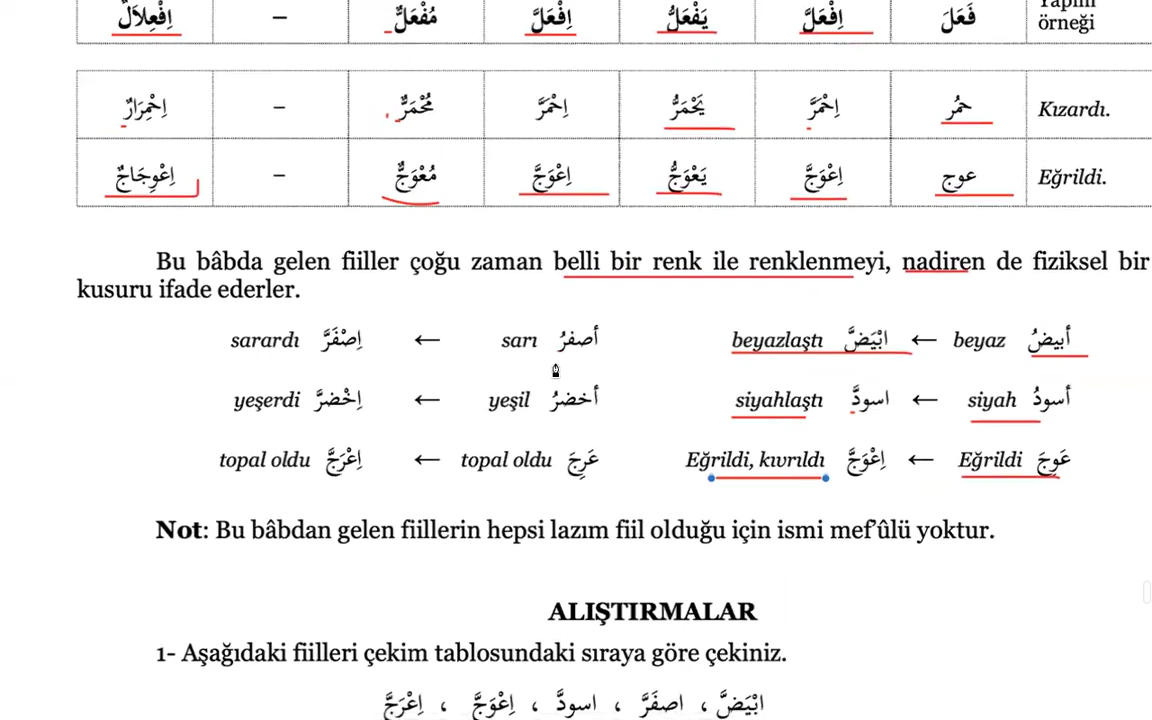 اِفْعِلَالٌ – مُفْعَلٌّ اِفْعَلَّ يَفْعَلُّ اِفْعَلَّ فَعَلَ Yapım örneği
اِحْمِرَارٌ – مُحْمَرٌّ اِحْمَرَّ يَحْمَرُّ اِحْمَرَّ حمُر Kızardı.
اِعْوِجَاجٌ – مُعْوَجٌّ اِعْوَجَّ يَعْوَجُّ اِعْوَجَّ عوج Eğrildi.
Bu bâbda gelen fiiller çoğu zaman belli bir renk ile renklenmeyi, nadiren de fiziksel bir
kusuru ifade ederler.
sarardı اِصْفَرَّ ← sarı أصفرُ beyazlaştı ابْيَضَّ ← beyaz أبيضُ
yeşerdi اِخْضرَّ ← yeşil أخضرُ siyahlaştı اسودَّ ← siyah أسودُ
topal oldu اِعْرَجَّ ← topal oldu عَرِجَ Eğrildi, kıvrıldı اِعْوَجَّ ← Eğrildi عَوِجَ
Not: Bu bâbdan gelen fiillerin hepsi lazım fiil olduğu için ismi mef‘ûlü yoktur.
ALIŞTIRMALAR
1- Aşağıdaki fiilleri çekim tablosundaki sıraya göre çekiniz.
ابْيَضَّ ، اصفَرَّ ، اسودَّ ، اِعْوَجَّ ، اِعْرَجَّ